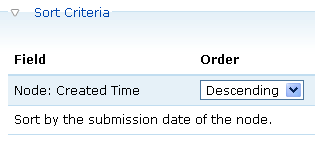 Sort Criteria
Field Order
Node: Created Time Descending
Sort by the submission date of the node.